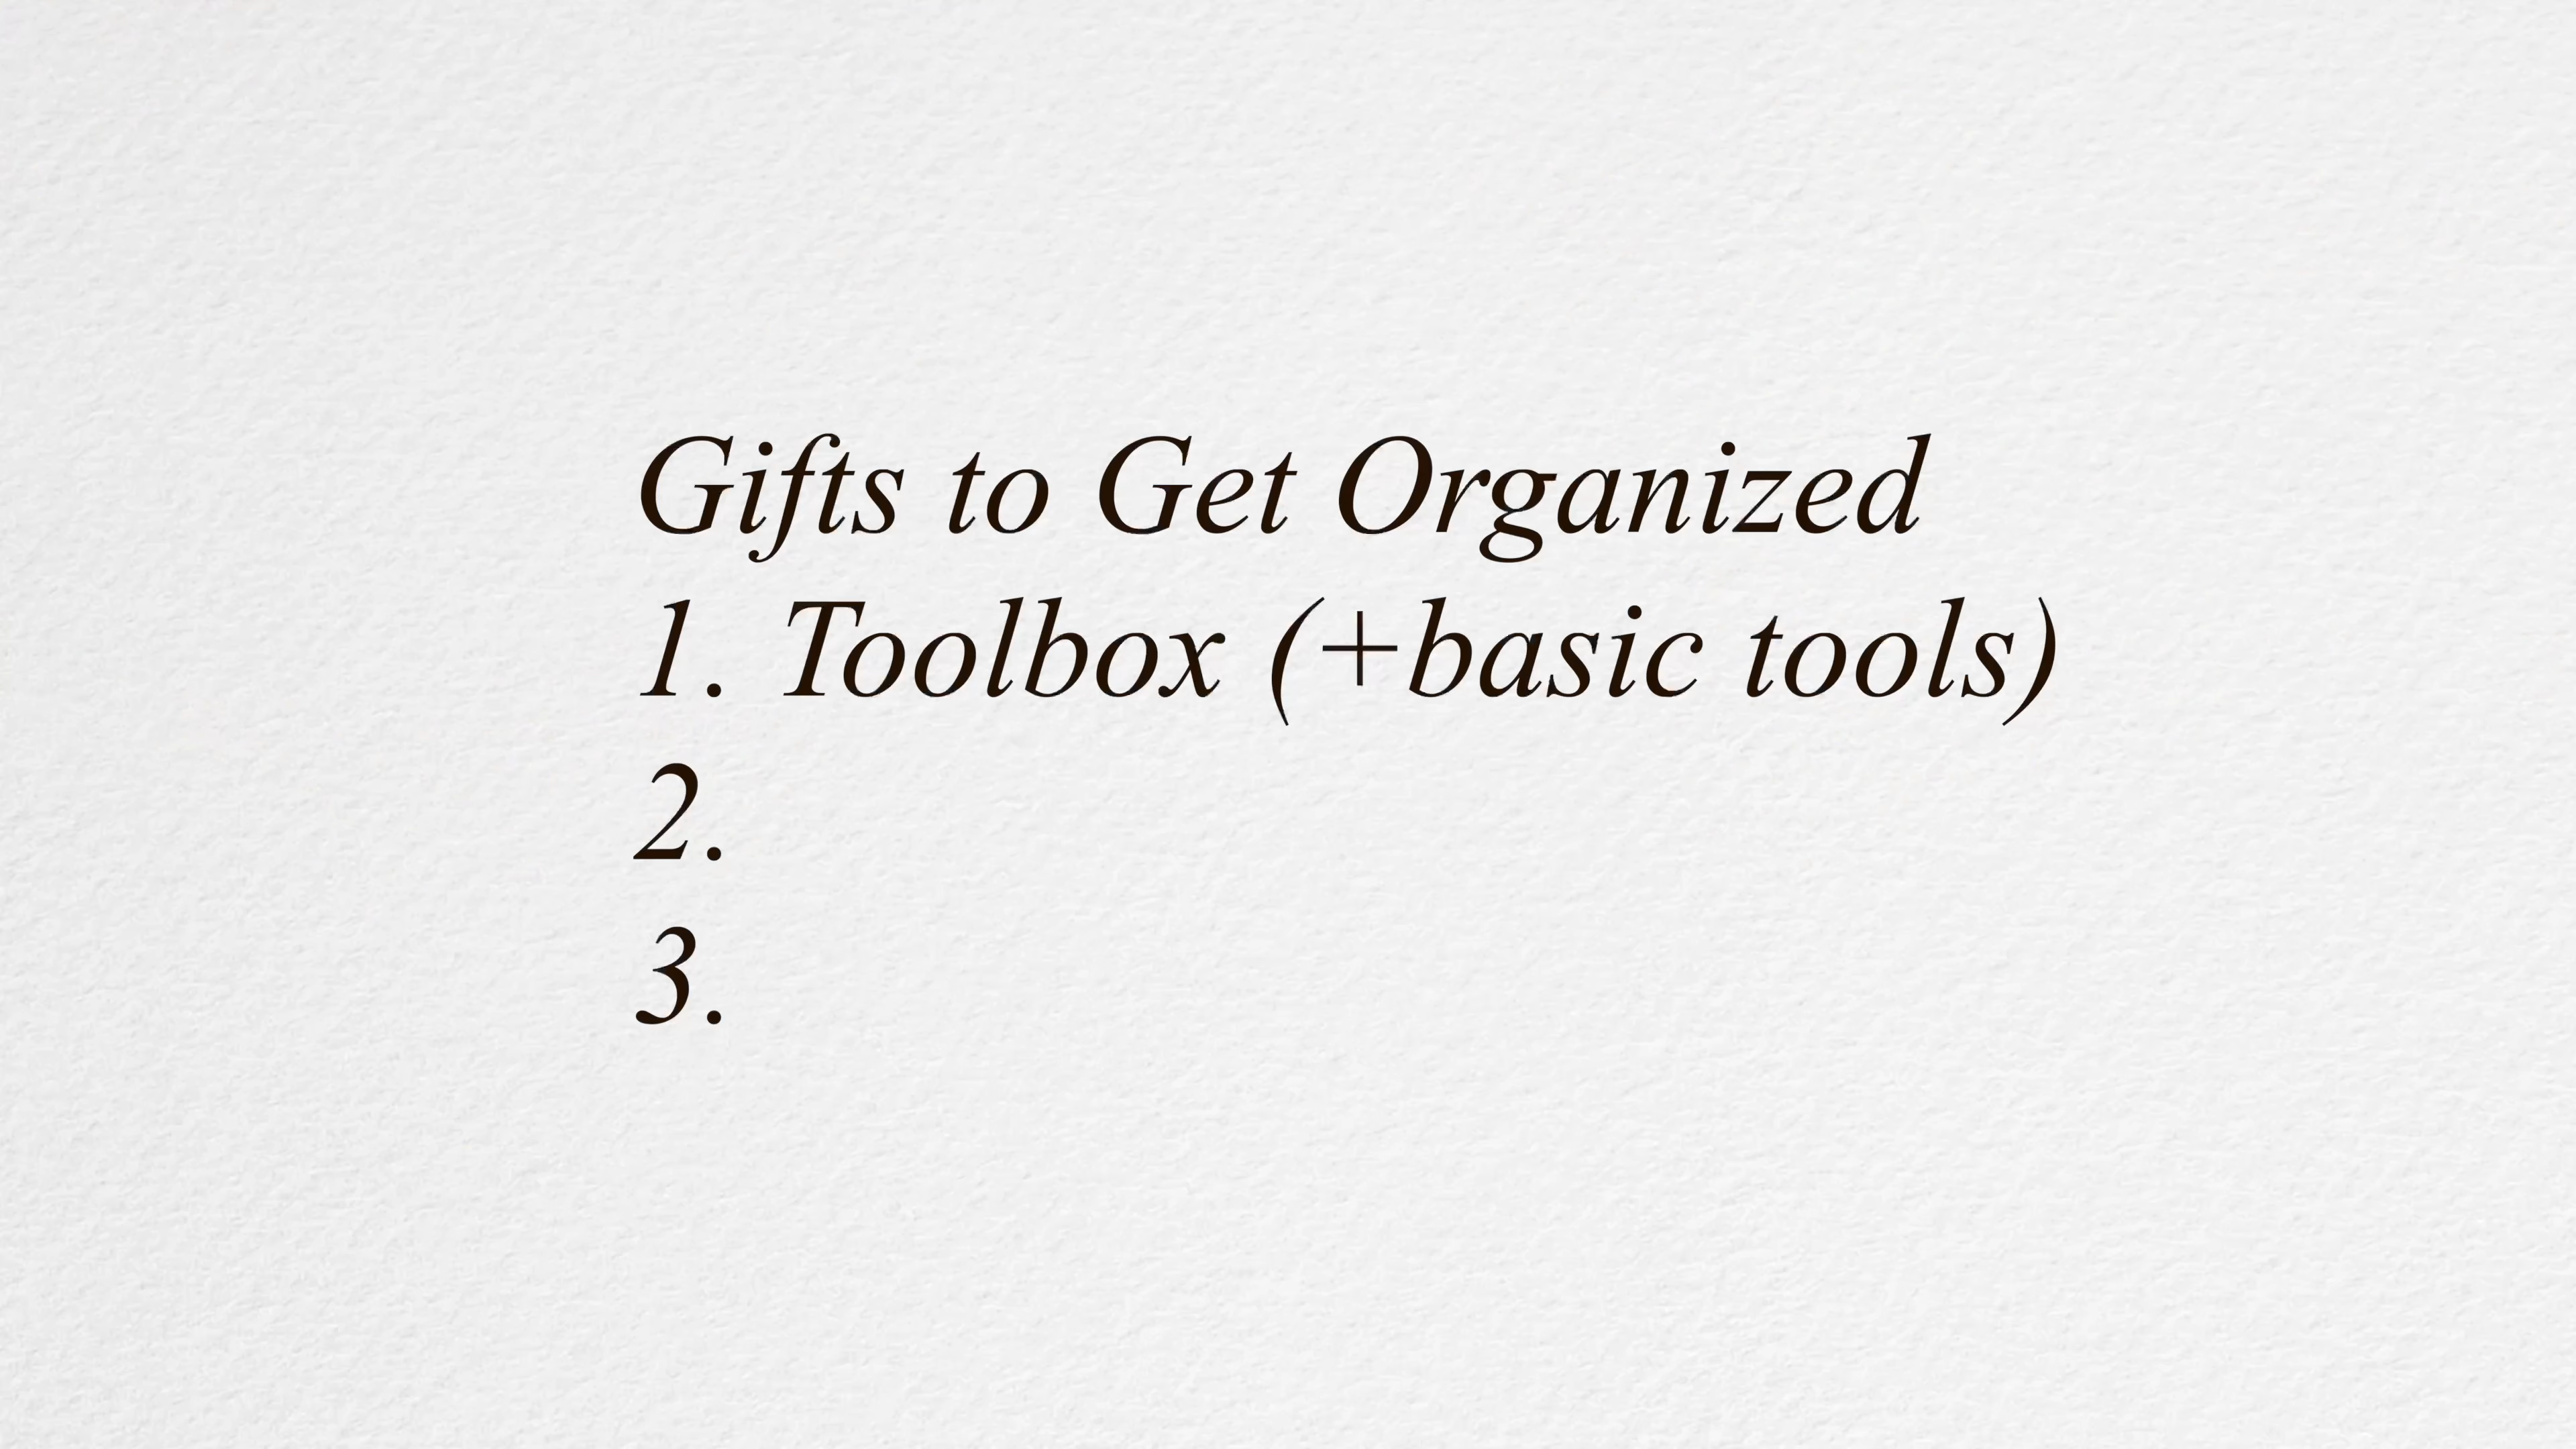 Gifts to Get Organized
1. Toolbox (+basic tools)
2.
3.